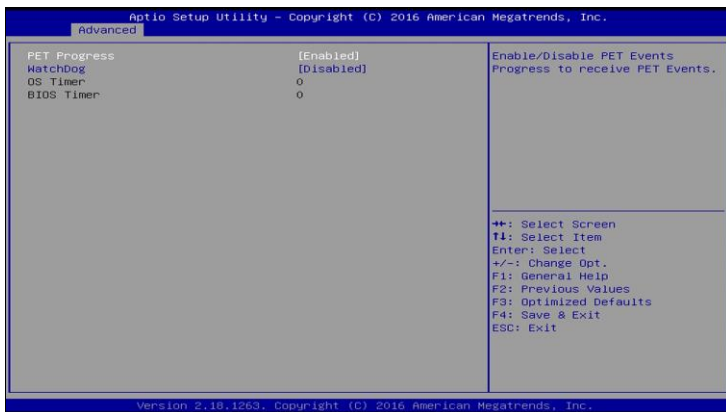 Aptio Setup Utility – Copyright (C) 2016 American Megatrends, Inc.
Advanced
PET Progress [Enabled]
WatchDog [Disabled]
OS Timer 0
BIOS Timer 0
Enable/Disable PET Events
Progress to receive PET Events.
→←: Select Screen
↑↓: Select Item
Enter: Select
+/-: Change Opt.
F1: General Help
F2: Previous Values
F3: Optimized Defaults
F4: Save & Exit
ESC: Exit
Version 2.18.1263. Copyright (C) 2016 American Megatrends, Inc.